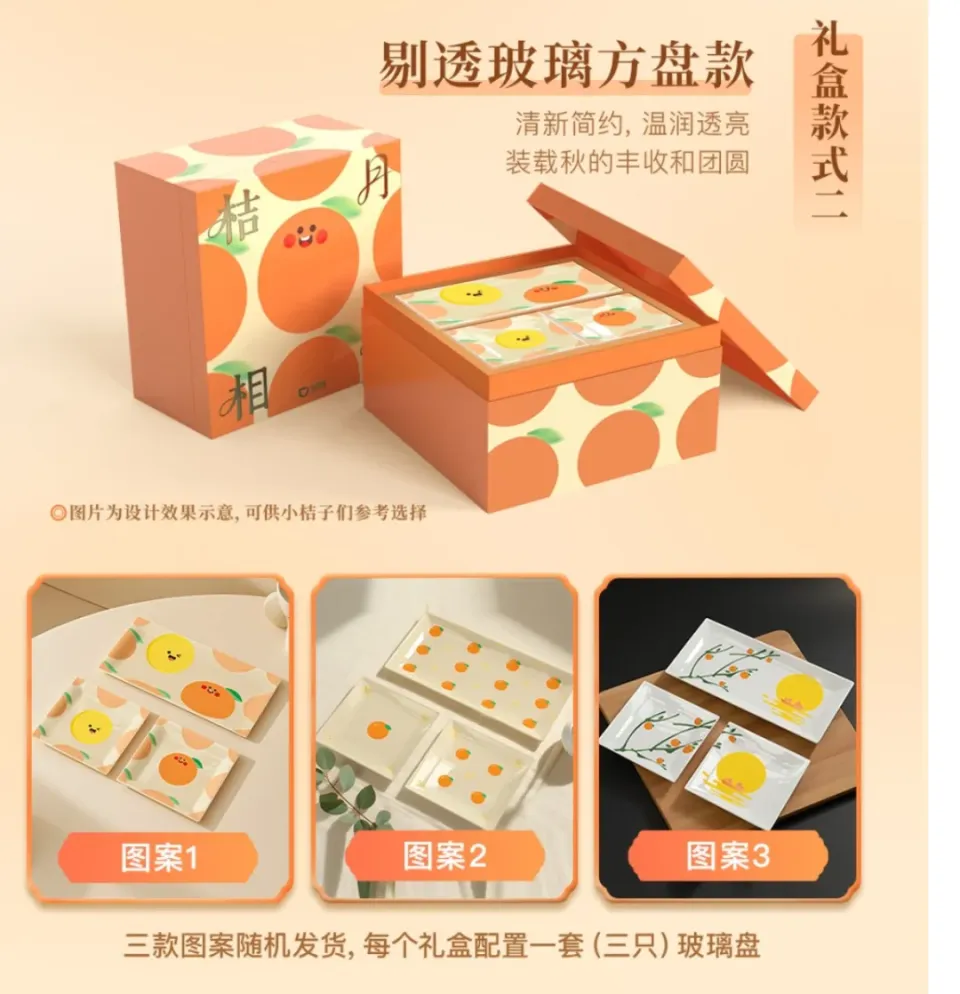 剔透玻璃方盘款
清新简约, 温润透亮
装载秋的丰收和团圆
礼盒款式二
桔
月
相
◎图片为设计效果示意, 可供小桔子们参考选择
图案1
图案2
图案3
三款图案随机发货, 每个礼盒配置一套 (三只) 玻璃盘